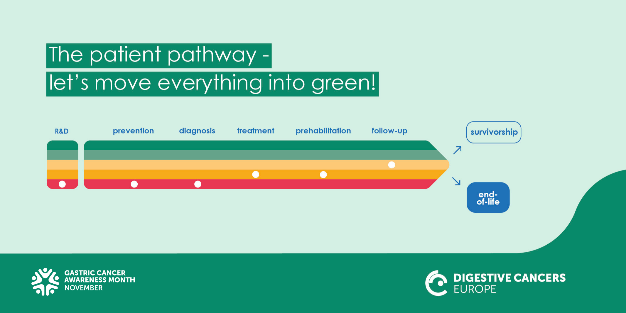 The patient pathway -
let's move everything into green!
R&D prevention diagnosis treatment prehabilitation follow-up
survivorship
end-
of-life
GASTRIC CANCER
AWARENESS MONTH
NOVEMBER
DIGESTIVE CANCERS
EUROPE